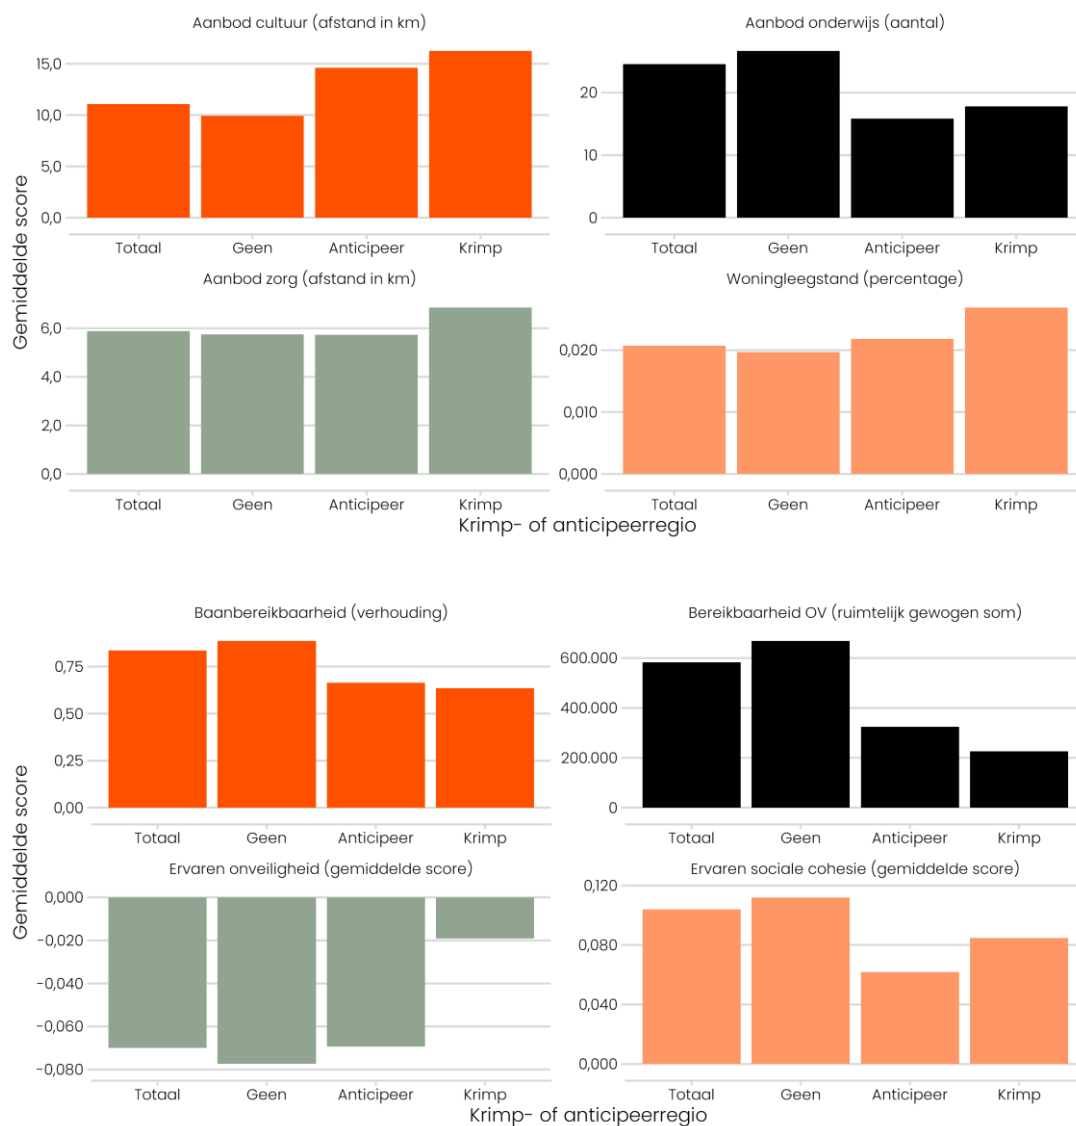 Aanbod cultuur (afstand in km)
15,0
10,0
5,0
0,0
Totaal Geen Anticipeer Krimp
Aanbod onderwijs (aantal)
20
10
0
Totaal Geen Anticipeer Krimp
Gemiddelde score
Aanbod zorg (afstand in km)
6,0
4,0
2,0
0,0
Totaal Geen Anticipeer Krimp
Woningleegstand (percentage)
0,020
0,010
0,000
Totaal Geen Anticipeer Krimp
Krimp- of anticipeerregio
Baanbereikbaarheid (verhouding)
0,75
0,50
0,25
0,00
Totaal Geen Anticipeer Krimp
Bereikbaarheid OV (ruimtelijk gewogen som)
600.000
400.000
200.000
0
Totaal Geen Anticipeer Krimp
Gemiddelde score
Ervaren onveiligheid (gemiddelde score)
0,000
-0,020
-0,040
-0,060
-0,080
Totaal Geen Anticipeer Krimp
Ervaren sociale cohesie (gemiddelde score)
0,120
0,080
0,040
0,000
Totaal Geen Anticipeer Krimp
Krimp- of anticipeerregio